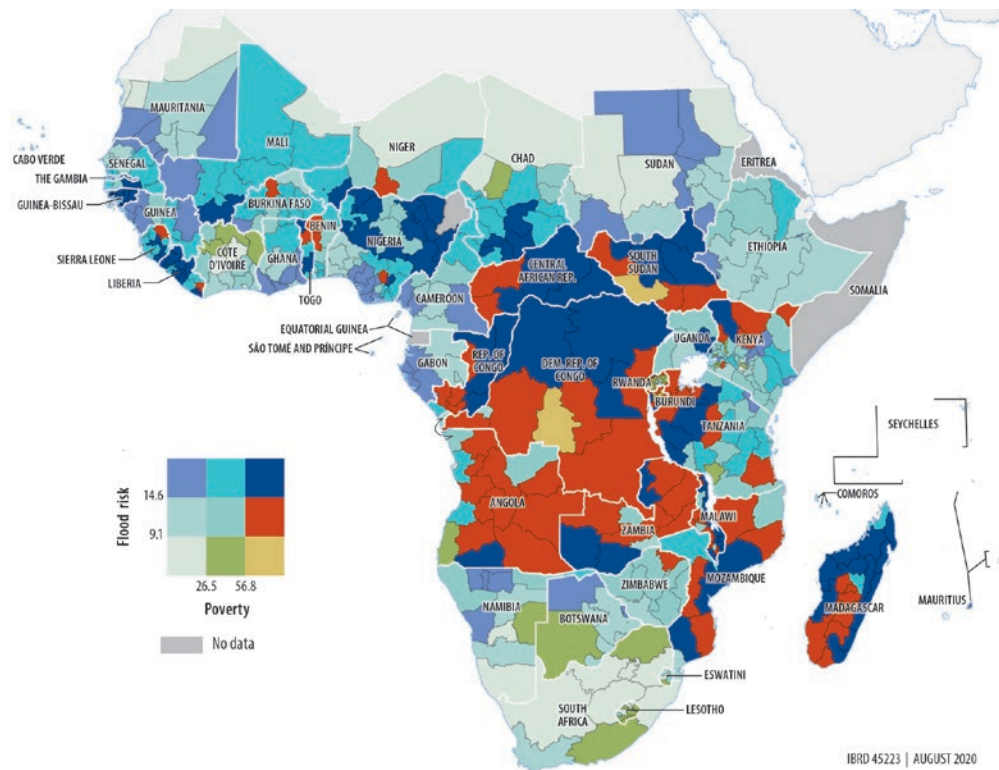 MAURITANIA
MALI
NIGER
CHAD
SUDAN
ERITREA
CABO VERDE
SENEGAL
THE GAMBIA
GUINEA-BISSAU
GUINEA
BURKINA FASO
BENIN
NIGERIA
SIERRA LEONE
CÔTE
D'IVOIRE
GHANA
LIBERIA
TOGO
CAMEROON
CENTRAL
AFRICAN REP.
SOUTH
SUDAN
ETHIOPIA
SOMALIA
EQUATORIAL GUINEA
SÃO TOMÉ AND PRÍNCIPE
GABON
REP. OF
CONGO
DEM. REP. OF
CONGO
UGANDA
KENYA
RWANDA
BURUNDI
TANZANIA
SEYCHELLES
COMOROS
ANGOLA
ZAMBIA
MALAWI
MOZAMBIQUE
ZIMBABWE
MADAGASCAR
MAURITIUS
NAMIBIA
BOTSWANA
ESWATINI
LESOTHO
SOUTH
AFRICA
Flood risk
14.6
9.1
26.5 56.8
Poverty
No data
IBRD 45223 | AUGUST 2020